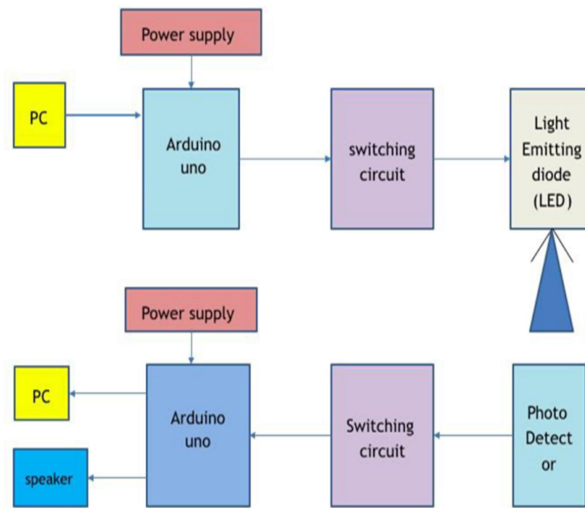 Power supply
PC
Arduino
uno
switching
circuit
Light
Emitting
diode
(LED)
Power supply
PC
speaker
Arduino
uno
Switching
circuit
Photo
Detect
or